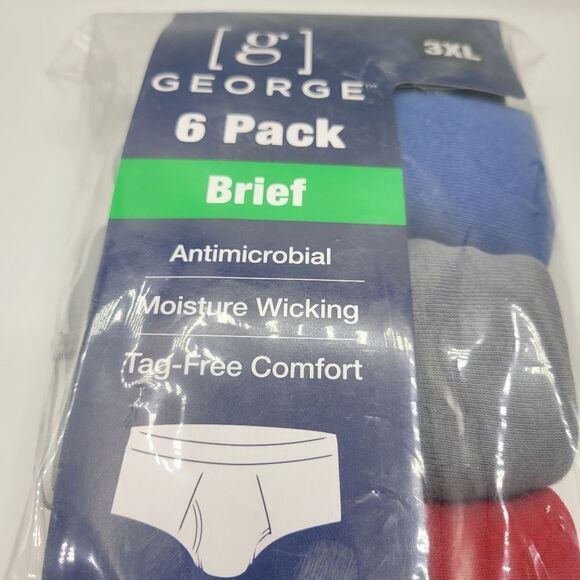 [g]
GEORGE
3XL
6 Pack
Brief
Antimicrobial
Moisture Wicking
Tag-Free Comfort